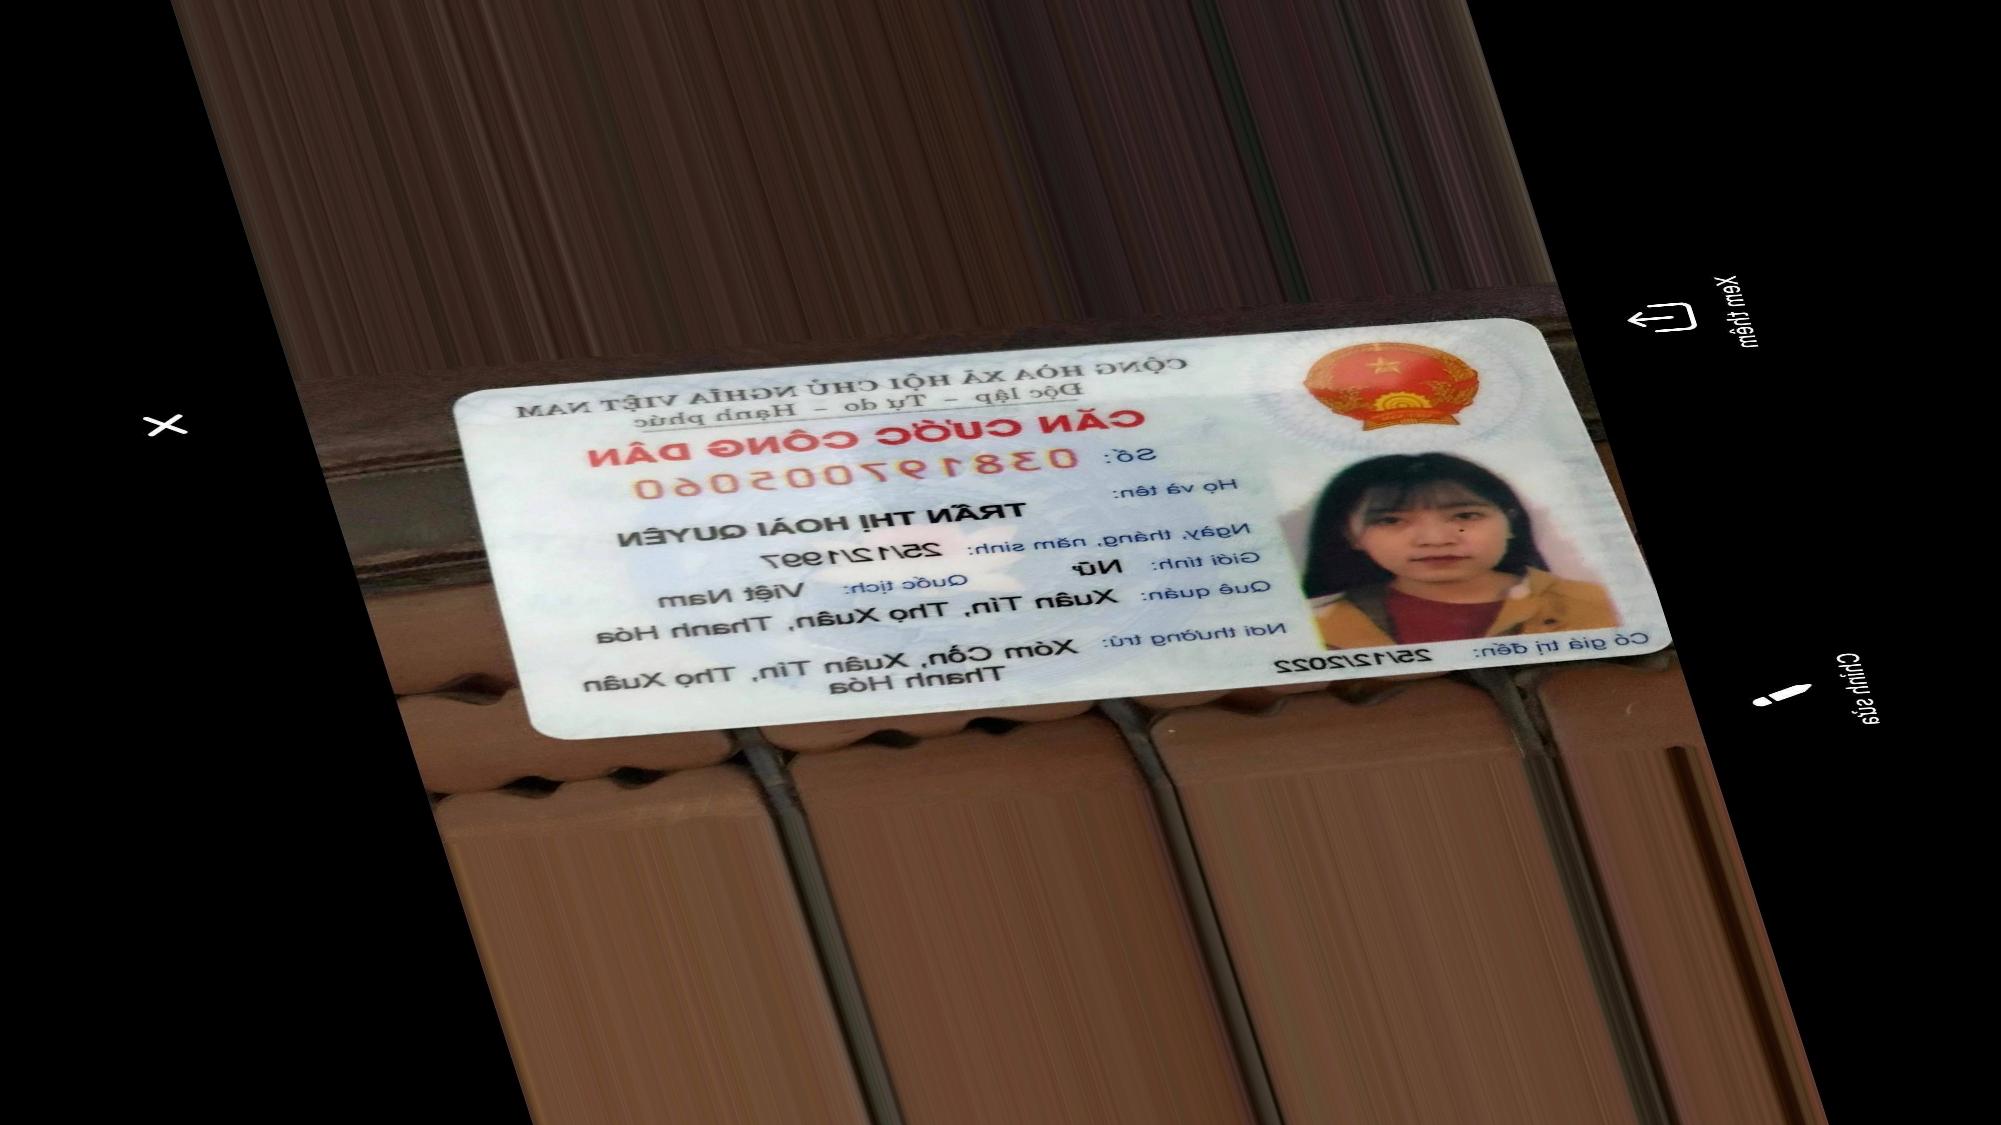 CỘNG HÒA XÃ HỘI CHỦ NGHĨA VIỆT NAM
Độc lập – Tự do – Hạnh phúc
CĂN CƯỚC CÔNG DÂN
Số: 038197005060
Họ và tên:
TRẦN THỊ HOÀI QUYÊN
Ngày, tháng, năm sinh: 25/12/1997
Giới tính: Nữ Quốc tịch: Việt Nam
Quê quán: Xuân Tín, Thọ Xuân, Thanh Hóa
Nơi thường trú: Xóm Cồn, Xuân Tín, Thọ Xuân
Thanh Hóa
Có giá trị đến: 25/12/2022
Xem thêm
Chỉnh sửa